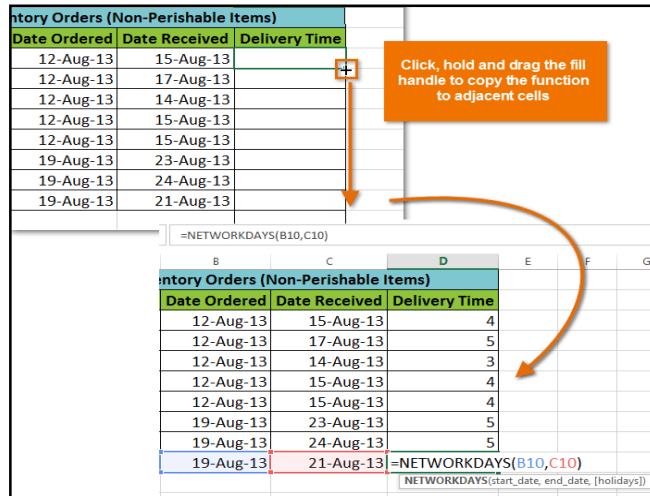 ntory Orders (Non-Perishable Items)
Date Ordered Date Received Delivery Time
12-Aug-13 15-Aug-13
12-Aug-13 17-Aug-13
12-Aug-13 14-Aug-13
12-Aug-13 15-Aug-13
12-Aug-13 15-Aug-13
19-Aug-13 23-Aug-13
19-Aug-13 24-Aug-13
19-Aug-13 21-Aug-13
Click, hold and drag the fill
handle to copy the function
to adjacent cells
=NETWORKDAYS(B10,C10)
B C D E F G
entory Orders (Non-Perishable Items)
Date Ordered Date Received Delivery Time
12-Aug-13 15-Aug-13 4
12-Aug-13 17-Aug-13 5
12-Aug-13 14-Aug-13 3
12-Aug-13 15-Aug-13 4
12-Aug-13 15-Aug-13 4
19-Aug-13 23-Aug-13 5
19-Aug-13 24-Aug-13 5
19-Aug-13 21-Aug-13 =NETWORKDAYS(B10,C10)
NETWORKDAYS(start_date, end_date, [holidays])